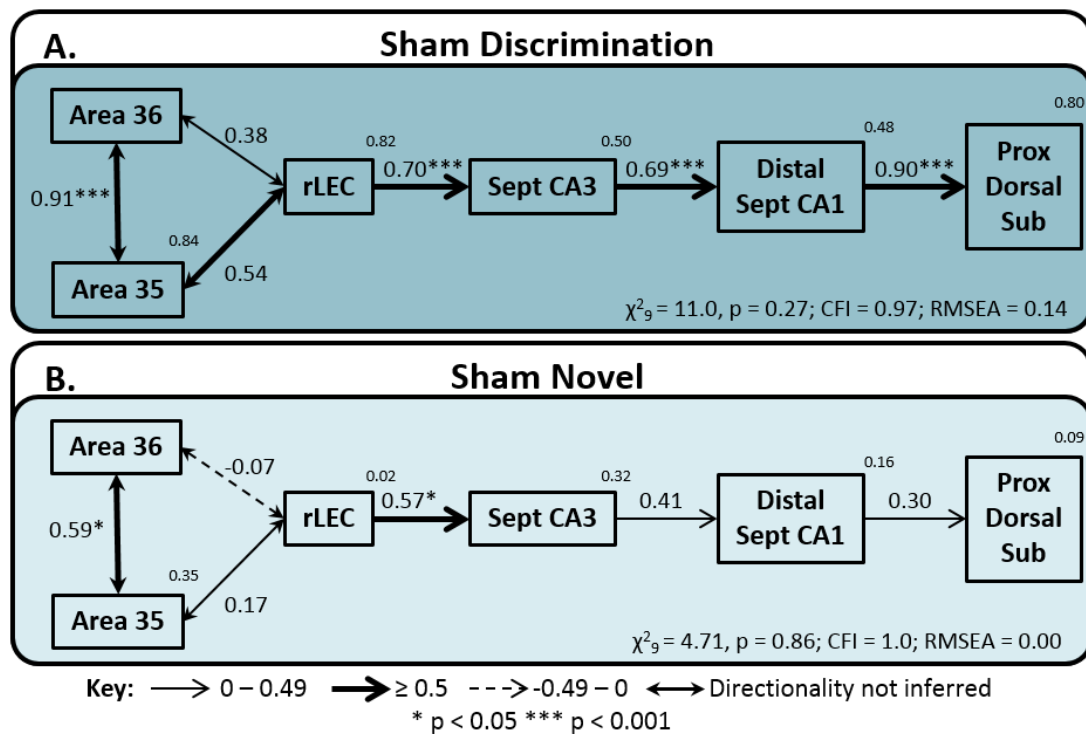 A.
Sham Discrimination
Area 36
0.38
0.91***
0.84
0.54
Area 35
0.82
rLEC
0.70***
0.50
Sept CA3
0.69***
0.48
Distal
Sept CA1
0.90***
0.80
Prox
Dorsal
Sub
χ²₉ = 11.0, p = 0.27; CFI = 0.97; RMSEA = 0.14
B.
Sham Novel
Area 36
-0.07
0.59*
0.35
0.17
Area 35
0.02
rLEC
0.57*
0.32
Sept CA3
0.41
0.16
Distal
Sept CA1
0.30
0.09
Prox
Dorsal
Sub
χ²₉ = 4.71, p = 0.86; CFI = 1.0; RMSEA = 0.00
Key: 0 – 0.49 ≥ 0.5 -0.49 – 0 Directionality not inferred
* p < 0.05 *** p < 0.001